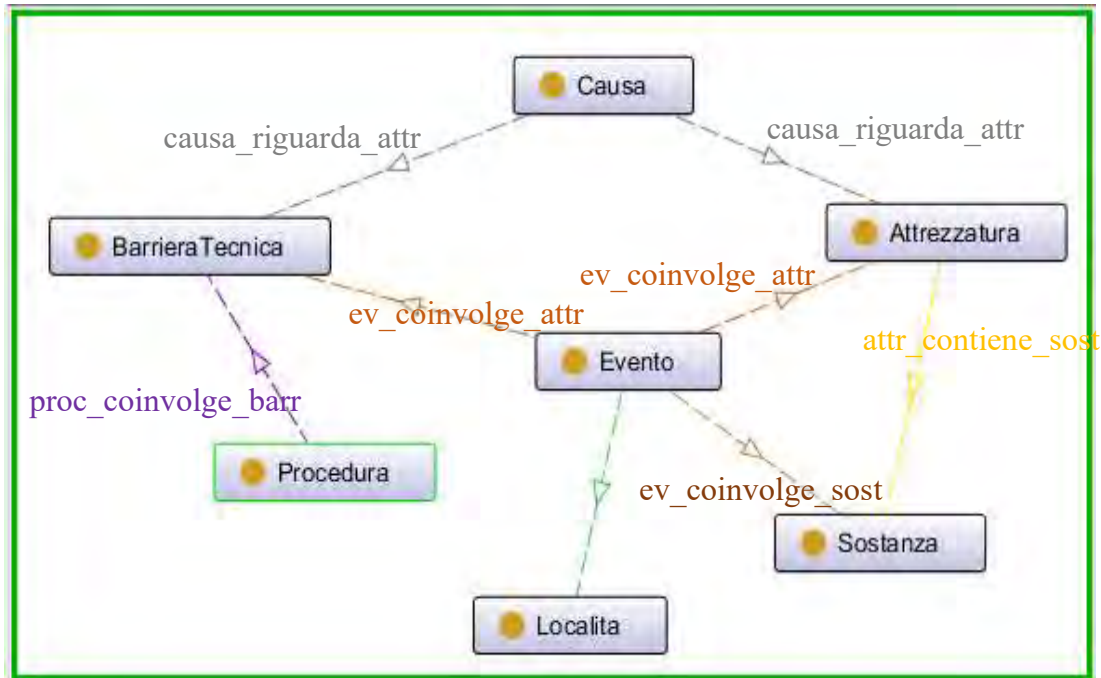 Causa
causa_riguarda_attr
causa_riguarda_attr
BarrieraTecnica
Attrezzatura
ev_coinvolge_attr
ev_coinvolge_attr
attr_contiene_sost
Evento
proc_coinvolge_barr
Procedura
ev_coinvolge_sost
Sostanza
Localita